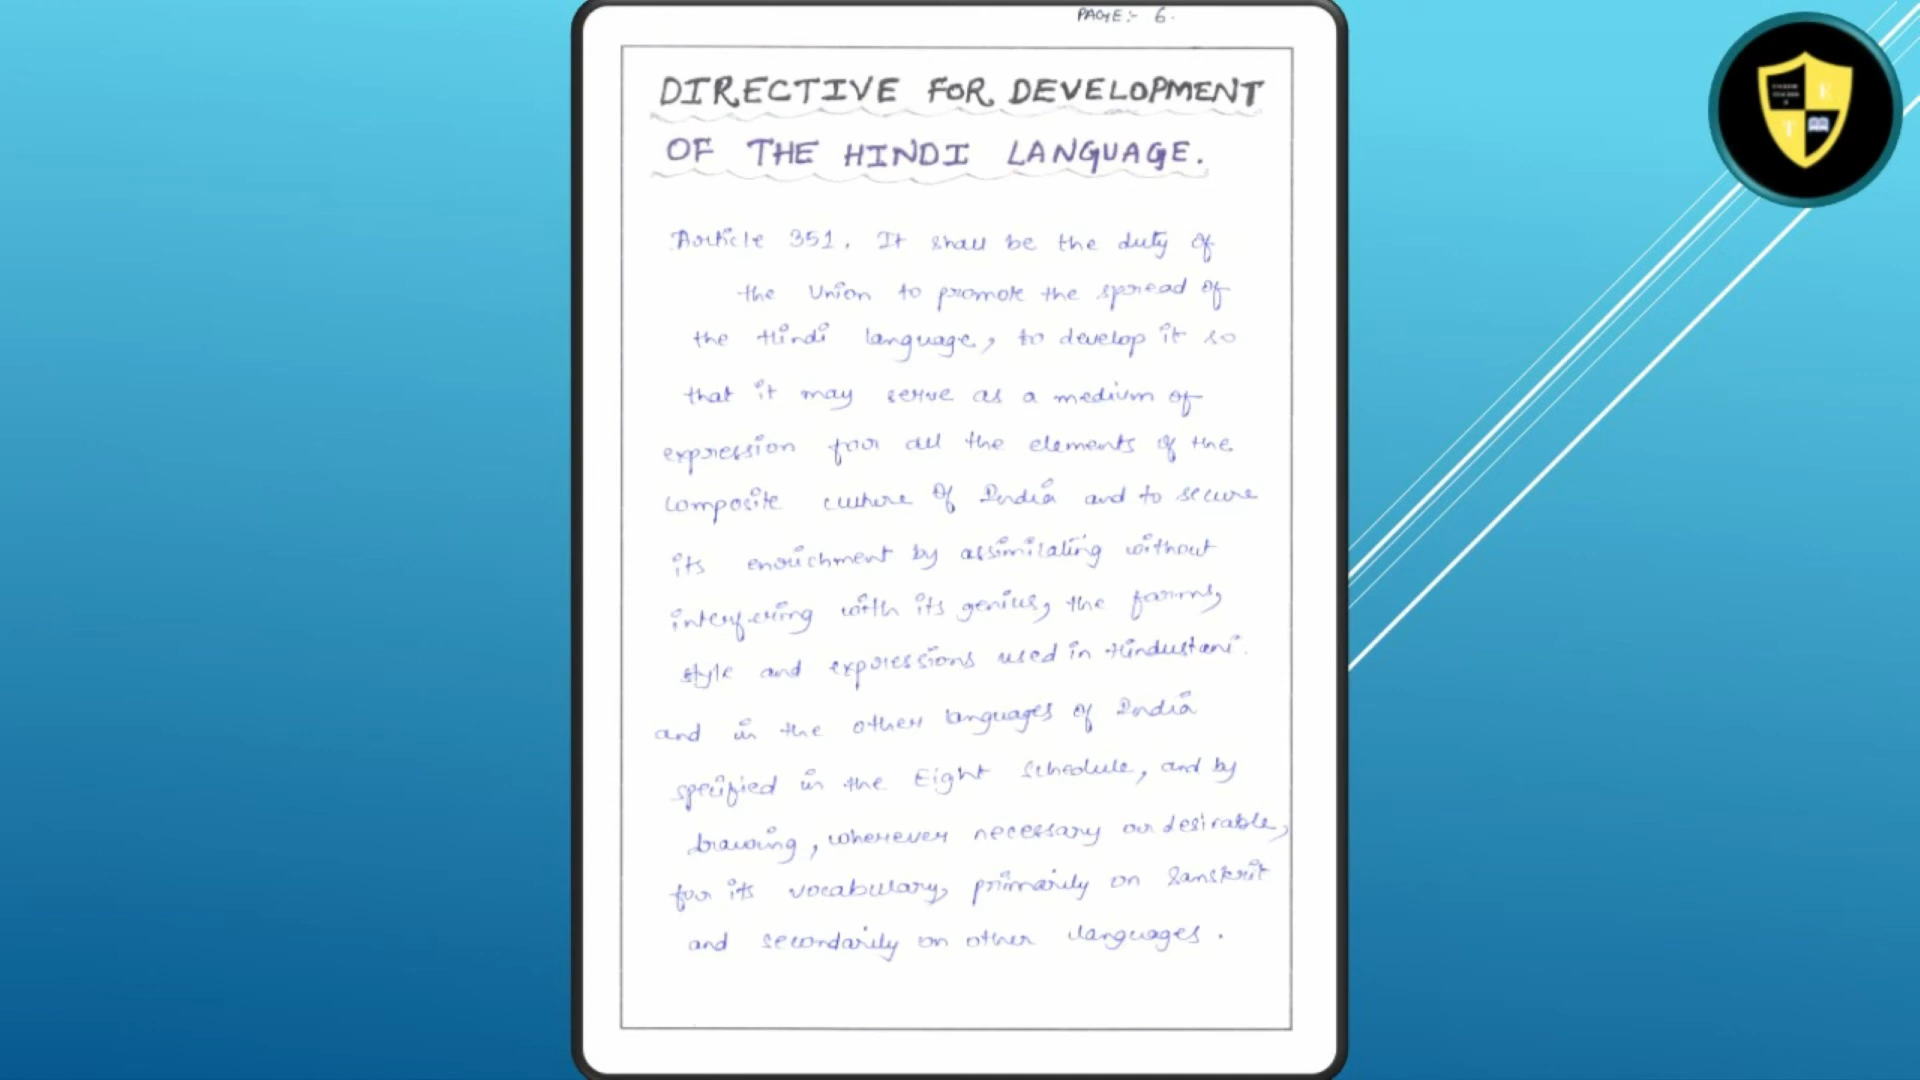 PAGE:- 6.
DIRECTIVE FOR DEVELOPMENT
OF THE HINDI LANGUAGE.
Article 351. It shall be the duty of
the Union to promote the spread of
the Hindi language, to develop it so
that it may serve as a medium of
expression for all the elements of the
composite culture of India and to secure
its enrichment by assimilating without
interfering with its genius, the forms,
style and expressions used in Hindustani
and in the other languages of India
specified in the Eight Schedule, and by
drawing, wherever necessary or desirable,
for its vocabulary, primarily on Sanskrit
and secondarily on other languages.
E
T